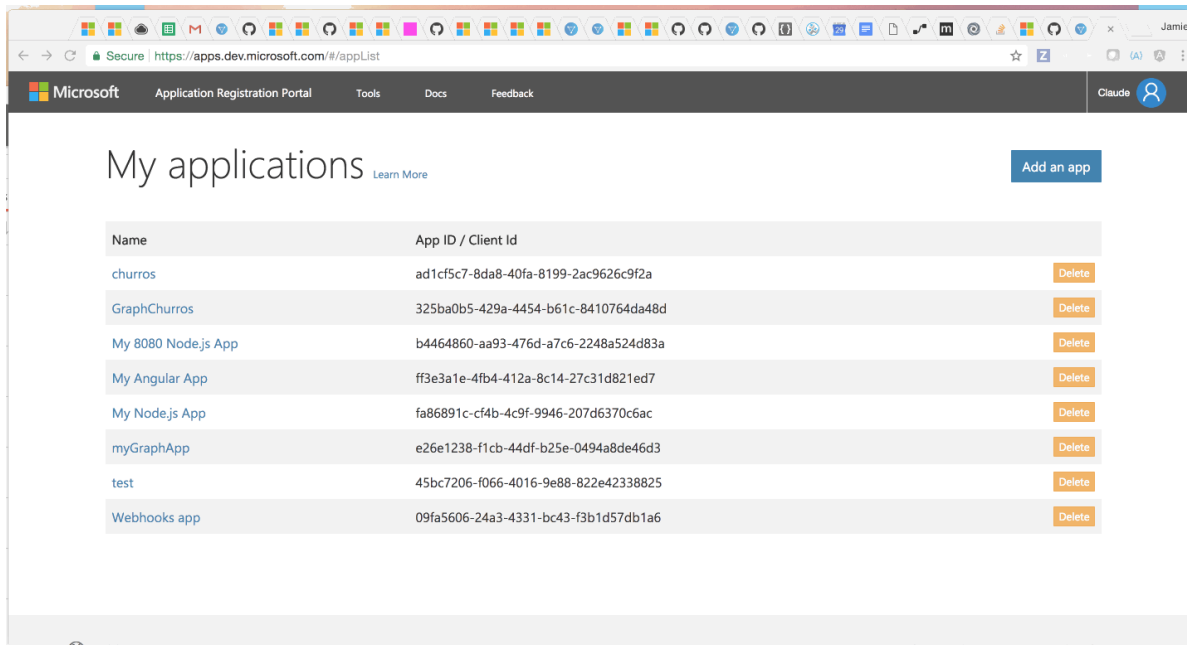 Jamie
Secure https://apps.dev.microsoft.com/#/appList
Microsoft Application Registration Portal Tools Docs Feedback Claude
My applications Learn More Add an app
Name App ID / Client Id
churros ad1cf5c7-8da8-40fa-8199-2ac9626c9f2a Delete
GraphChurros 325ba0b5-429a-4454-b61c-8410764da48d Delete
My 8080 Node.js App b4464860-aa93-476d-a7c6-2248a524d83a Delete
My Angular App ff3e3a1e-4fb4-412a-8c14-27c31d821ed7 Delete
My Node.js App fa86891c-cf4b-4c9f-9946-207d6370c6ac Delete
myGraphApp e26e1238-f1cb-44df-b25e-0494a8de46d3 Delete
test 45bc7206-f066-4016-9e88-822e42338825 Delete
Webhooks app 09fa5606-24a3-4331-bc43-f3b1d57db1a6 Delete